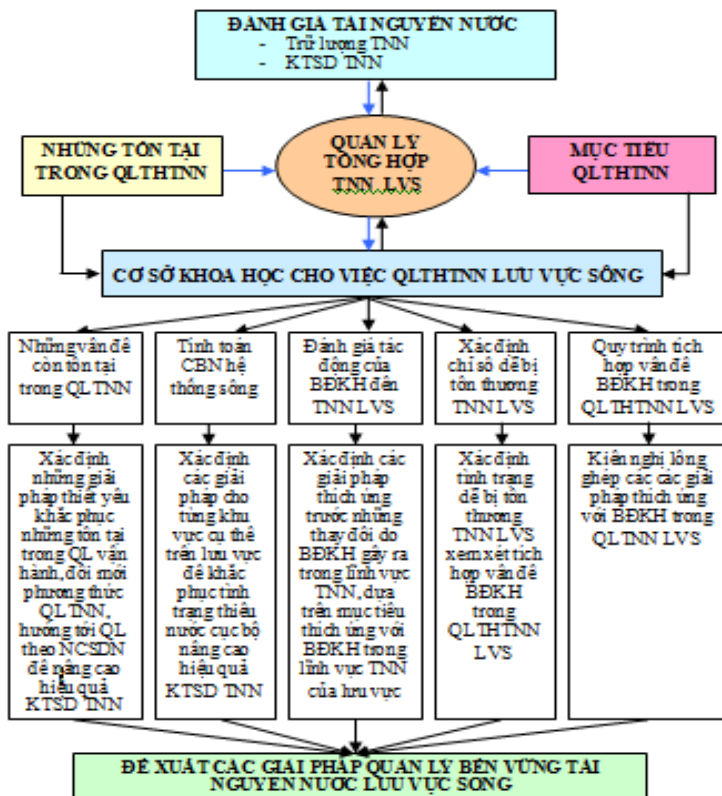 ĐÁNH GIÁ TÀI NGUYÊN NƯỚC
- Trữ lượng TNN
- KTSD TNN
NHỮNG TỒN TẠI
TRONG QLTHTNN
QUẢN LÝ
TỔNG HỢP
TNN LVS
MỤC TIÊU
QLTHTNN
CƠ SỞ KHOA HỌC CHO VIỆC QLTHTNN LƯU VỰC SÔNG
Những vấn đề
còn tồn tại
trong QLTNN
Tính toán
CBN hệ
thống sông
Đánh giá tác
động của
BĐKH đến
TNN LVS
Xác định
chỉ số dễ bị
tổn thương
TNN LVS
Quy trình tích
hợp vấn đề
BĐKH trong
QLTHTNN LVS
Xác định
những giải
pháp thiết yếu
khắc phục
những tồn tại
trong QL vận
hành, đổi mới
phương thức
QLTNN,
hướng tới QL
theo NCSDN
để nâng cao
hiệu quả
KTSD TNN
Xác định
các giải
pháp cho
từng khu
vực cụ thể
trên lưu vực
để khắc
phục tình
trạng thiếu
nước cục bộ
nâng cao
hiệu quả
KTSD TNN
Xác định các
giải pháp
thích ứng
trước những
thay đổi do
BĐKH gây ra
trong lĩnh vực
TNN, dựa
trên mục tiêu
thích ứng với
BĐKH trong
lĩnh vực TNN
của lưu vực
Xác định
tình trạng
dễ bị tổn
thương
TNN LVS
xem xét tích
hợp vấn đề
BĐKH
trong
QLTHTNN
LVS
Kiến nghị lồng
ghép các các giải
pháp thích ứng
với BĐKH trong
QLTNN LVS
ĐỀ XUẤT CÁC GIẢI PHÁP QUẢN LÝ BỀN VỮNG TÀI
NGUYÊN NƯỚC LƯU VỰC SÔNG